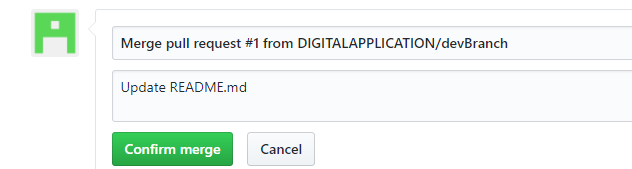 Merge pull request #1 from DIGITALAPPLICATION/devBranch
Update README.md
Confirm merge
Cancel